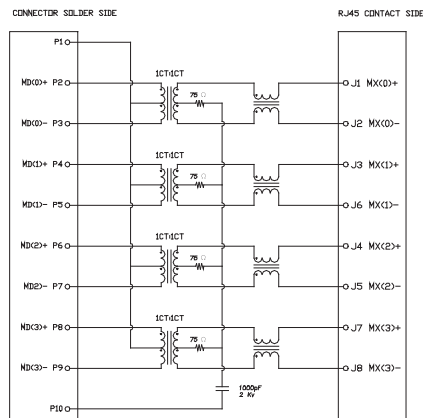 CONNECTOR SOLDER SIDE
RJ45 CONTACT SIDE
P1
1CT:1CT
MD(0)+ P2
75 Ω
J1 MX(0)+
MD(0)- P3
J2 MX(0)-
1CT:1CT
MD(1)+ P4
75 Ω
J3 MX(1)+
MD(1)- P5
J6 MX(1)-
1CT:1CT
MD(2)+ P6
75 Ω
J4 MX(2)+
MD2)- P7
J5 MX(2)-
1CT:1CT
MD(3)+ P8
75 Ω
J7 MX(3)+
MD(3)- P9
J8 MX(3)-
1000pF
2 Kv
P10